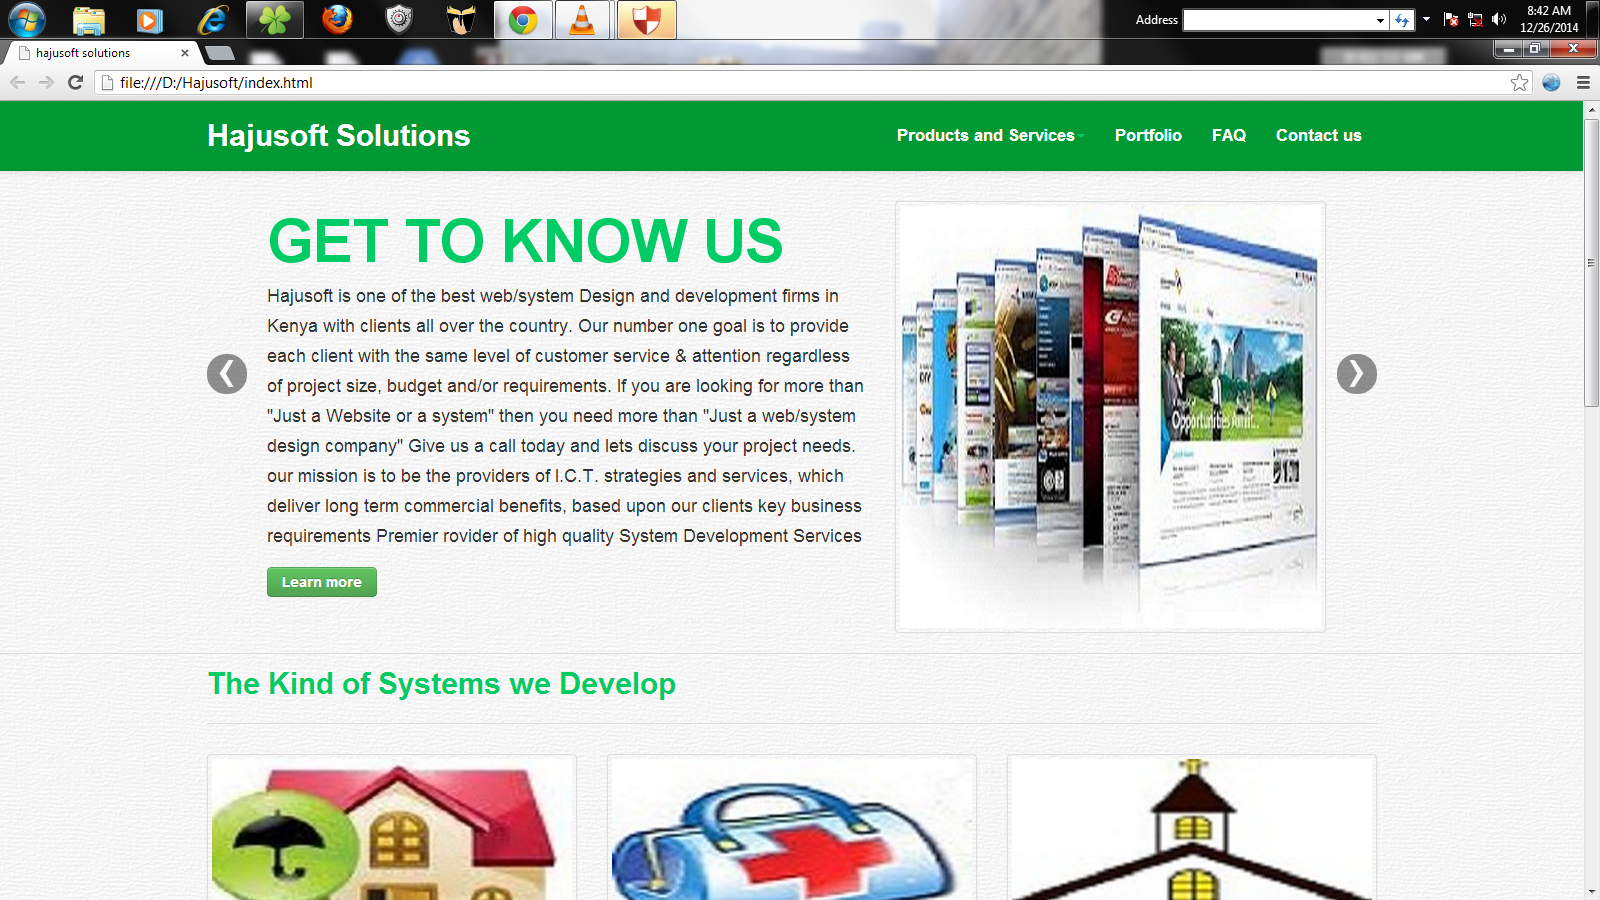 Address
8:42 AM
12/26/2014
hajusoft solutions
file:///D:/Hajusoft/index.html
Hajusoft Solutions
Products and Services
Portfolio
FAQ
Contact us
GET TO KNOW US
Hajusoft is one of the best web/system Design and development firms in
Kenya with clients all over the country. Our number one goal is to provide
each client with the same level of customer service & attention regardless
of project size, budget and/or requirements. If you are looking for more than
"Just a Website or a system" then you need more than "Just a web/system
design company" Give us a call today and lets discuss your project needs.
our mission is to be the providers of I.C.T. strategies and services, which
deliver long term commercial benefits, based upon our clients key business
requirements Premier rovider of high quality System Development Services
Learn more
Opportunities
The Kind of Systems we Develop